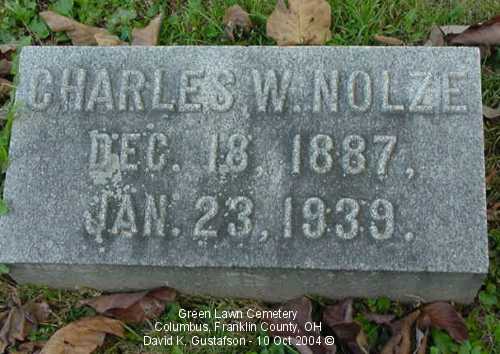 CHARLES W. NOLZE
DEC. 18, 1887,
JAN. 23, 1939.
Green Lawn Cemetery
Columbus, Franklin County, OH
David K. Gustafson - 10 Oct 2004 ©